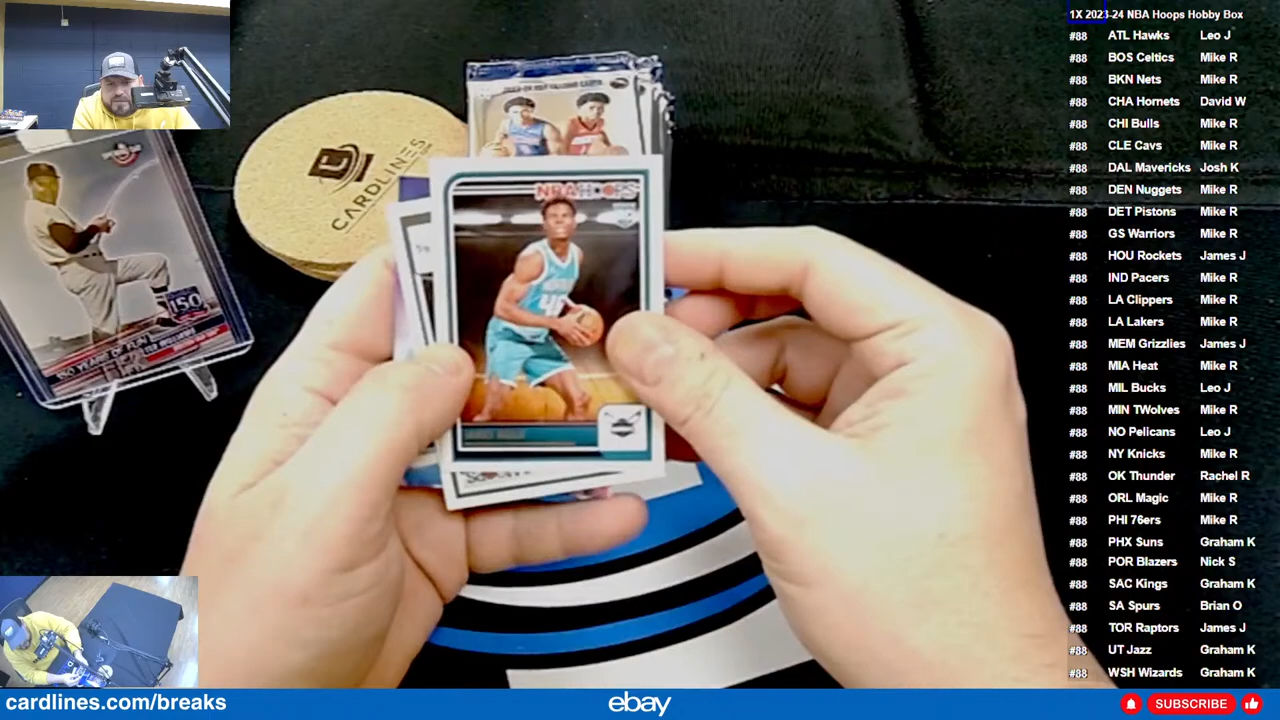 1X 2023-24 NBA Hoops Hobby Box
#88 ATL Hawks Leo J
#88 BOS Celtics Mike R
#88 BKN Nets Mike R
#88 CHA Hornets David W
#88 CHI Bulls Mike R
#88 CLE Cavs Mike R
#88 DAL Mavericks Josh K
#88 DEN Nuggets Mike R
#88 DET Pistons Mike R
#88 GS Warriors Mike R
#88 HOU Rockets James J
#88 IND Pacers Mike R
#88 LA Clippers Mike R
#88 LA Lakers Mike R
#88 MEM Grizzlies James J
#88 MIA Heat Mike R
#88 MIL Bucks Leo J
#88 MIN TWolves Mike R
#88 NO Pelicans Leo J
#88 NY Knicks Mike R
#88 OK Thunder Rachel R
#88 ORL Magic Mike R
#88 PHI 76ers Mike R
#88 PHX Suns Graham K
#88 POR Blazers Nick S
#88 SAC Kings Graham K
#88 SA Spurs Brian O
#88 TOR Raptors James J
#88 UT Jazz Graham K
#88 WSH Wizards Graham K
CARDLINES
NBA HOOPS
150
150 YEARS OF FUN
TED WILLIAMS
cardlines.com/breaks
ebay
SUBSCRIBE